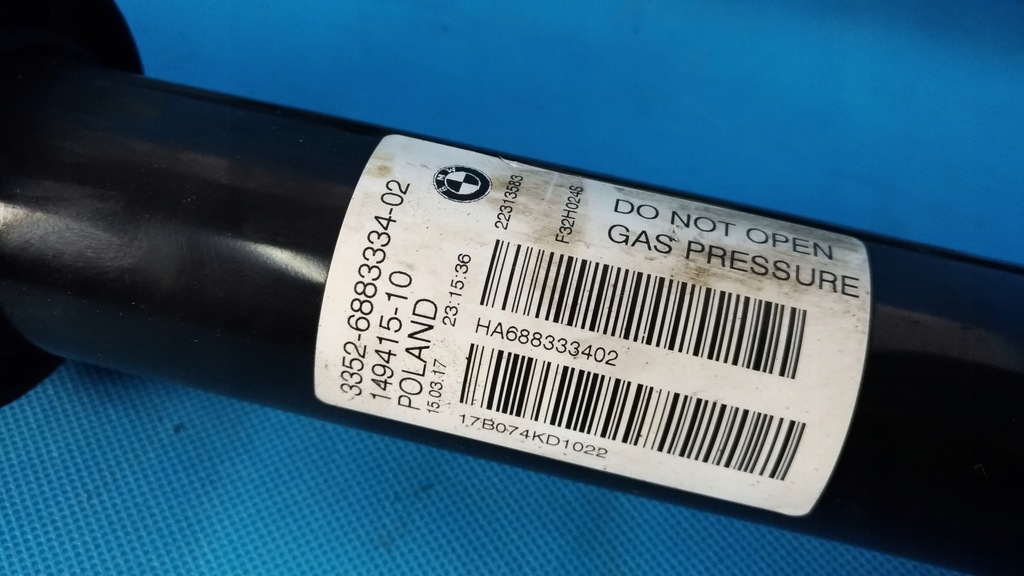 3352-6883334-02
149415-10
POLAND
15.03.17 23:15:36
BMW
22313583
F32H024S
DO NOT OPEN
GAS PRESSURE
HA688333402
17B074KD1022